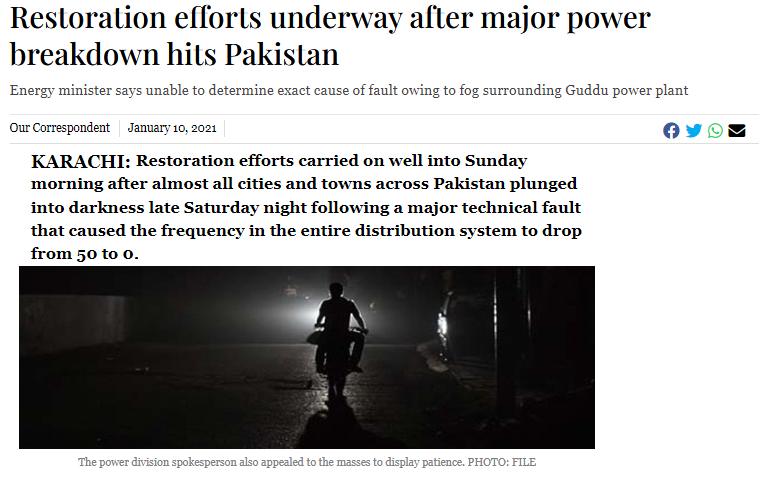 Restoration efforts underway after major power
breakdown hits Pakistan
Energy minister says unable to determine exact cause of fault owing to fog surrounding Guddu power plant
Our Correspondent January 10, 2021
KARACHI: Restoration efforts carried on well into Sunday
morning after almost all cities and towns across Pakistan plunged
into darkness late Saturday night following a major technical fault
that caused the frequency in the entire distribution system to drop
from 50 to 0.
The power division spokesperson also appealed to the masses to display patience. PHOTO: FILE